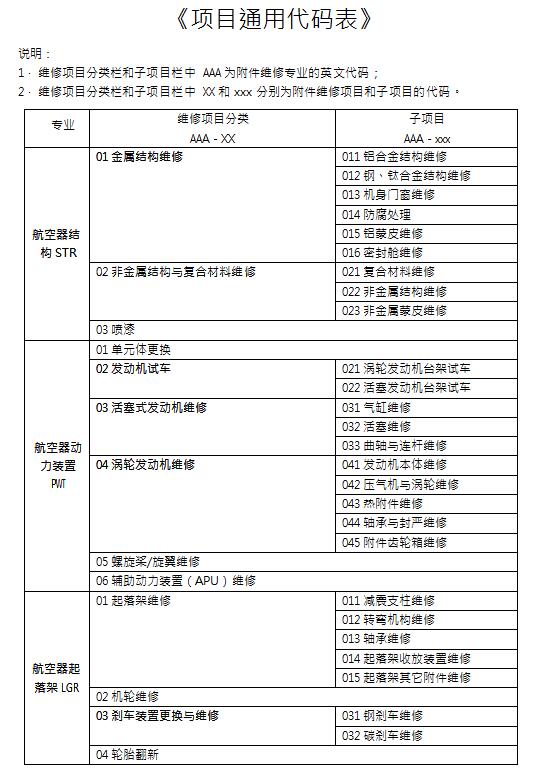 《项目通用代码表》
说明：
1． 维修项目分类栏和子项目栏中 AAA 为附件维修专业的英文代码；
2． 维修项目分类栏和子项目栏中 XX 和 xxx 分别为附件维修项目和子项目的代码。
专业 维修项目分类 子项目
AAA－XX AAA－xxx
航空器结
构 STR
01 金属结构维修 011 铝合金结构维修
012 钢、钛合金结构维修
013 机身门窗维修
014 防腐处理
015 铝蒙皮维修
016 密封舱维修
02 非金属结构与复合材料维修 021 复合材料维修
022 非金属结构维修
023 非金属蒙皮维修
03 喷漆
航空器动
力装置
PWT
01 单元体更换
02 发动机试车 021 涡轮发动机台架试车
022 活塞发动机台架试车
03 活塞式发动机维修 031 气缸维修
032 活塞维修
033 曲轴与连杆维修
04 涡轮发动机维修 041 发动机本体维修
042 压气机与涡轮维修
043 热附件维修
044 轴承与封严维修
045 附件齿轮箱维修
05 螺旋桨/旋翼维修
06 辅助动力装置（APU）维修
航空器起
落架 LGR
01 起落架维修 011 减震支柱维修
012 转弯机构维修
013 轴承维修
014 起落架收放装置维修
015 起落架其它附件维修
02 机轮维修
03 刹车装置更换与维修 031 钢刹车维修
032 碳刹车维修
04 轮胎翻新